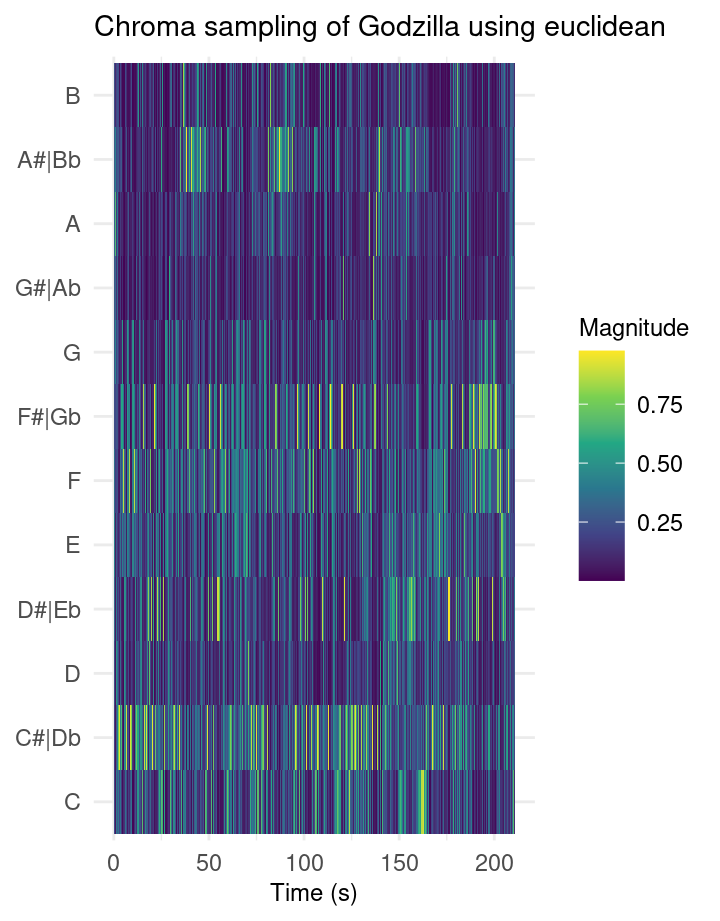 Chroma sampling of Godzilla using euclidean
B
A#|Bb
A
G#|Ab
G
F#|Gb
F
E
D#|Eb
D
C#|Db
C
0 50 100 150 200
Time (s)
Magnitude
0.75
0.50
0.25